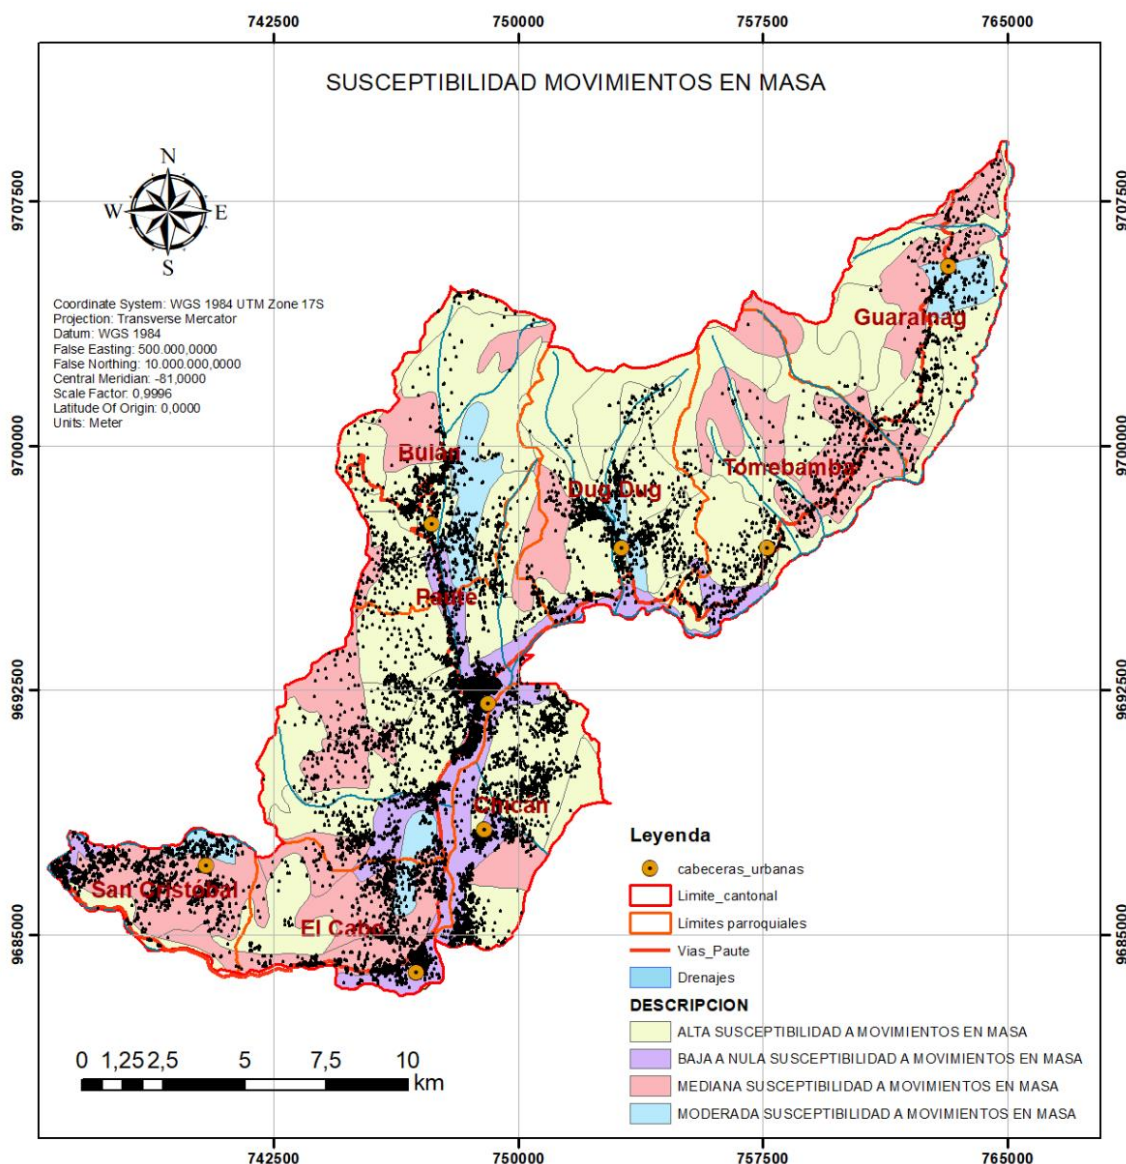 742500 750000 757500 765000
SUSCEPTIBILIDAD MOVIMIENTOS EN MASA
N
W E
S
9707500 9707500
Coordinate System: WGS 1984 UTM Zone 17S
Projection: Transverse Mercator
Datum: WGS 1984
False Easting: 500.000,0000
False Northing: 10.000.000,0000
Central Meridian: -81,0000
Scale Factor: 0,9996
Latitude Of Origin: 0,0000
Units: Meter
Guarainag
9700000 9700000
Bulan
Tomebamba
Dug Dug
Paute
9692500 9692500
Chicán
San Cristobal
El Cabo
9685000 9685000
Leyenda
cabeceras_urbanas
Limite_cantonal
Límites parroquiales
Vias_Paute
Drenajes
DESCRIPCION
ALTA SUSCEPTIBILIDAD A MOVIMIENTOS EN MASA
BAJA A NULA SUSCEPTIBILIDAD A MOVIMIENTOS EN MASA
MEDIANA SUSCEPTIBILIDAD A MOVIMIENTOS EN MASA
MODERADA SUSCEPTIBILIDAD A MOVIMIENTOS EN MASA
0 1,25 2,5 5 7,5 10
km
742500 750000 757500 765000